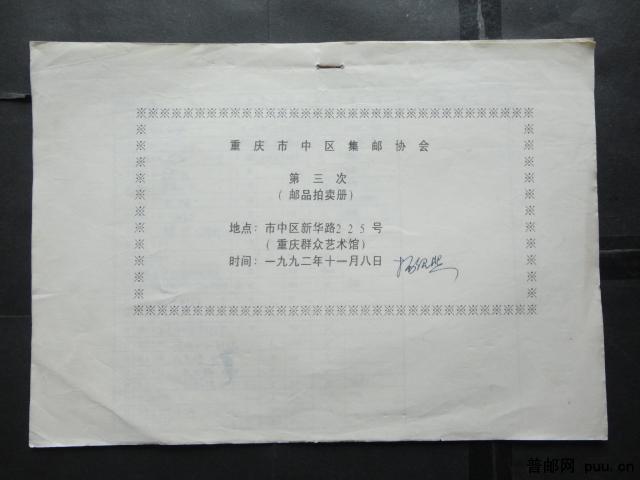 重庆市中区集邮协会
第三次
（邮品拍卖册）
地点：市中区新华路225号
（重庆群众艺术馆）
时间：一九九二年十一月八日
普邮网 puu.cn